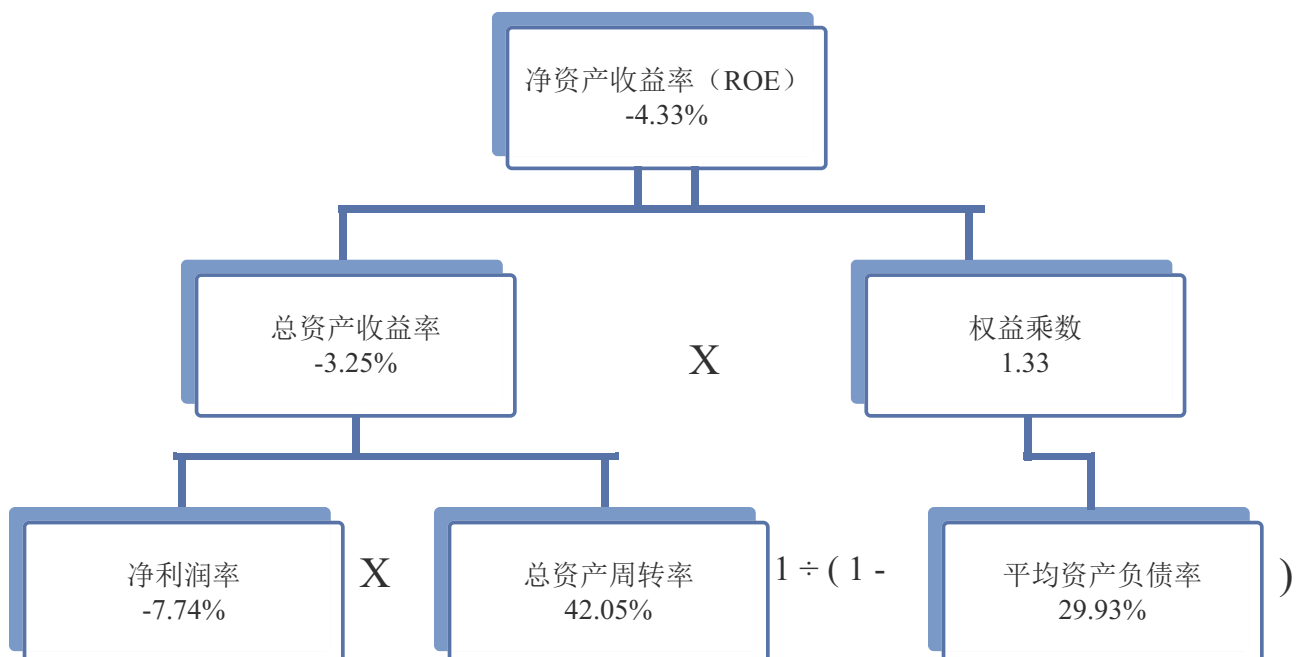 净资产收益率（ROE）
-4.33%
总资产收益率
-3.25%
X
权益乘数
1.33
净利润率
-7.74%
X
总资产周转率
42.05%
1 ÷ ( 1 -
平均资产负债率
29.93%
)